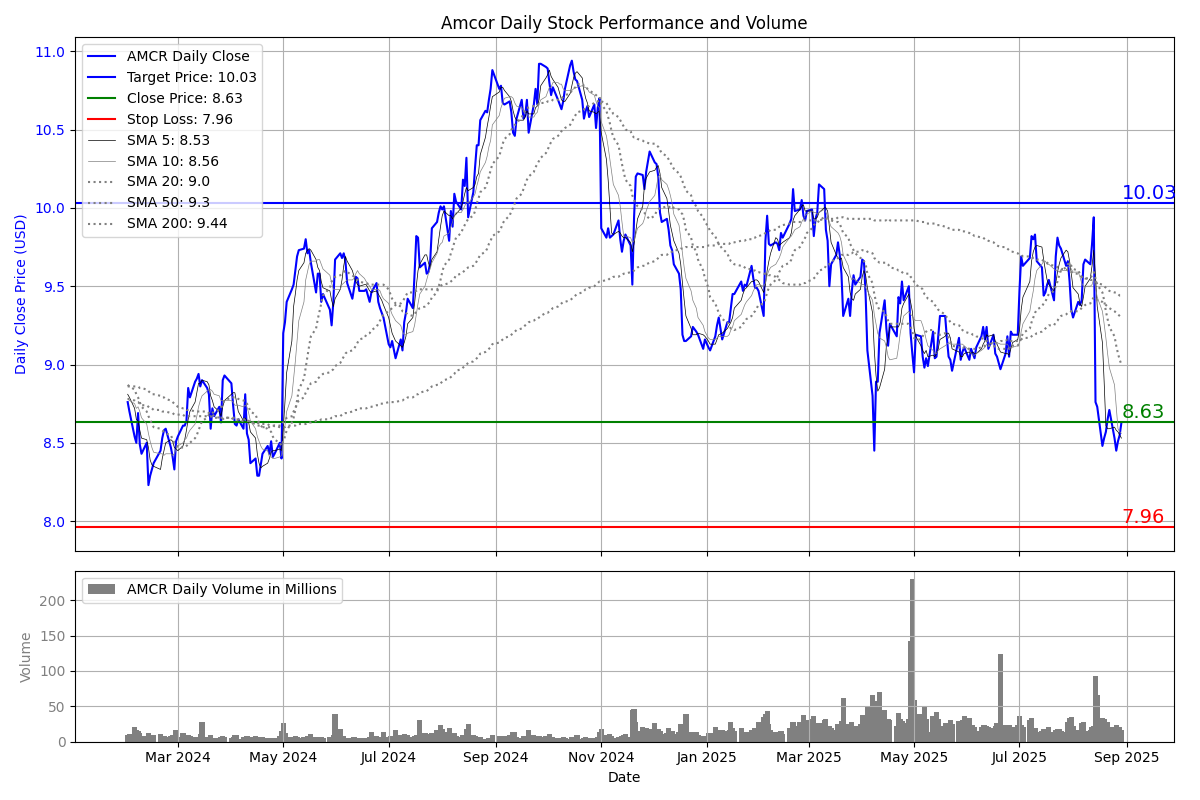 Amcor Daily Stock Performance and Volume
AMCR Daily Close
Target Price: 10.03
Close Price: 8.63
Stop Loss: 7.96
SMA 5: 8.53
SMA 10: 8.56
SMA 20: 9.0
SMA 50: 9.3
SMA 200: 9.44
Daily Close Price (USD)
11.0
10.5
10.0
9.5
9.0
8.5
8.0
10.03
8.63
7.96
AMCR Daily Volume in Millions
Volume
200
150
100
50
0
Mar 2024 May 2024 Jul 2024 Sep 2024 Nov 2024 Jan 2025 Mar 2025 May 2025 Jul 2025 Sep 2025
Date